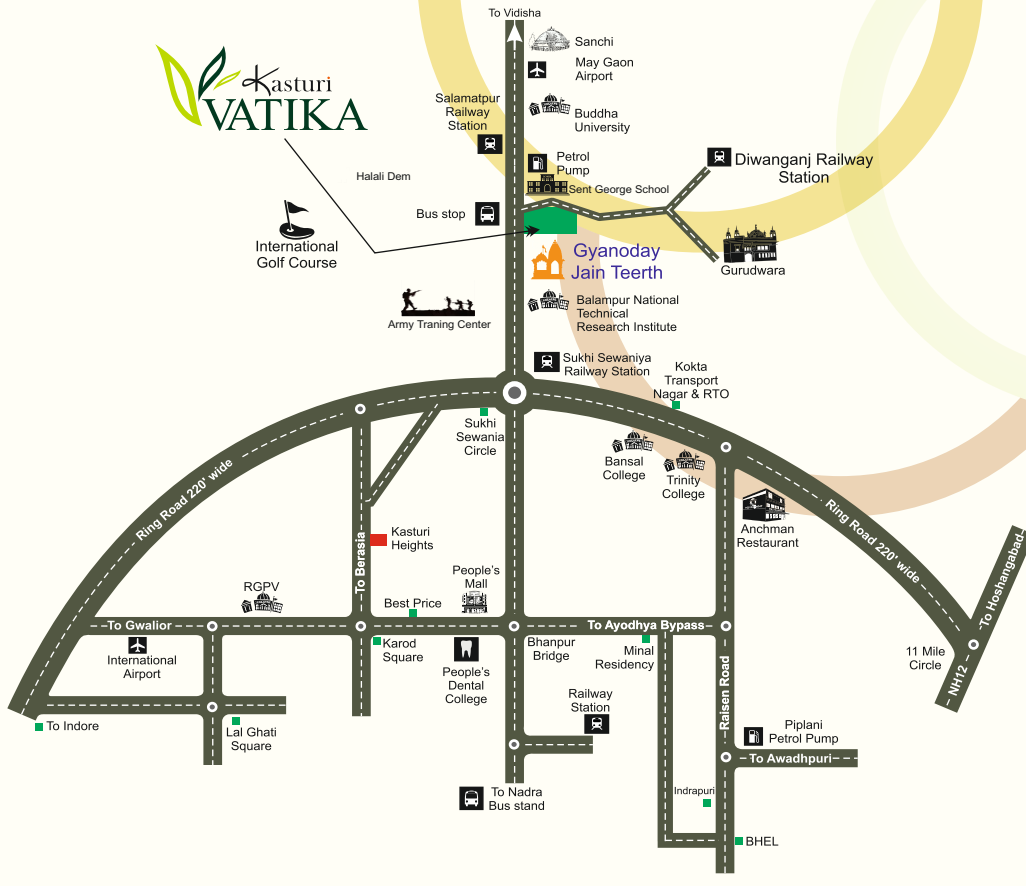 To Vidisha
Sanchi
May Gaon
Airport
Kasturi
VATIKA
Salamatpur
Railway
Station
Buddha
University
Petrol
Pump
Diwanganj Railway
Station
Halali Dem
Sent George School
Bus stop
International
Golf Course
Gyanoday
Jain Teerth
Gurudwara
Balampur National
Technical
Research Institute
Army Traning Center
Sukhi Sewaniya
Railway Station
Kokta
Transport
Nagar & RTO
Sukhi
Sewania
Circle
Bansal
College
Trinity
College
Ring Road 220' wide
Ring Road 220' wide
Anchman
Restaurant
Kasturi
Heights
To Berasia
To Hoshangabad
People's
Mall
RGPV
Best Price
To Gwalior
To Ayodhya Bypass
International
Airport
Karod
Square
Bhanpur
Bridge
Minal
Residency
11 Mile
Circle
NH12
People's
Dental
College
Raisen Road
Railway
Station
To Indore
Lal Ghati
Square
Piplani
Petrol Pump
To Awadhpuri
To Nadra
Bus stand
Indrapuri
BHEL